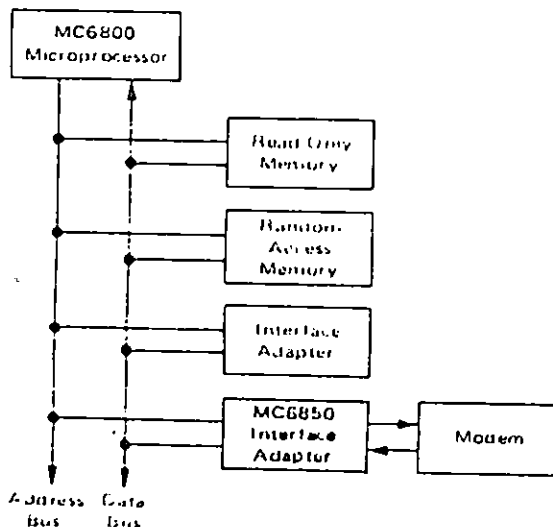 MC6800
Microprocessor
Read Only
Memory
Random-
Access
Memory
Interface
Adapter
MC6850
Interface
Adapter
Modem
Address
Bus
Data
Bus